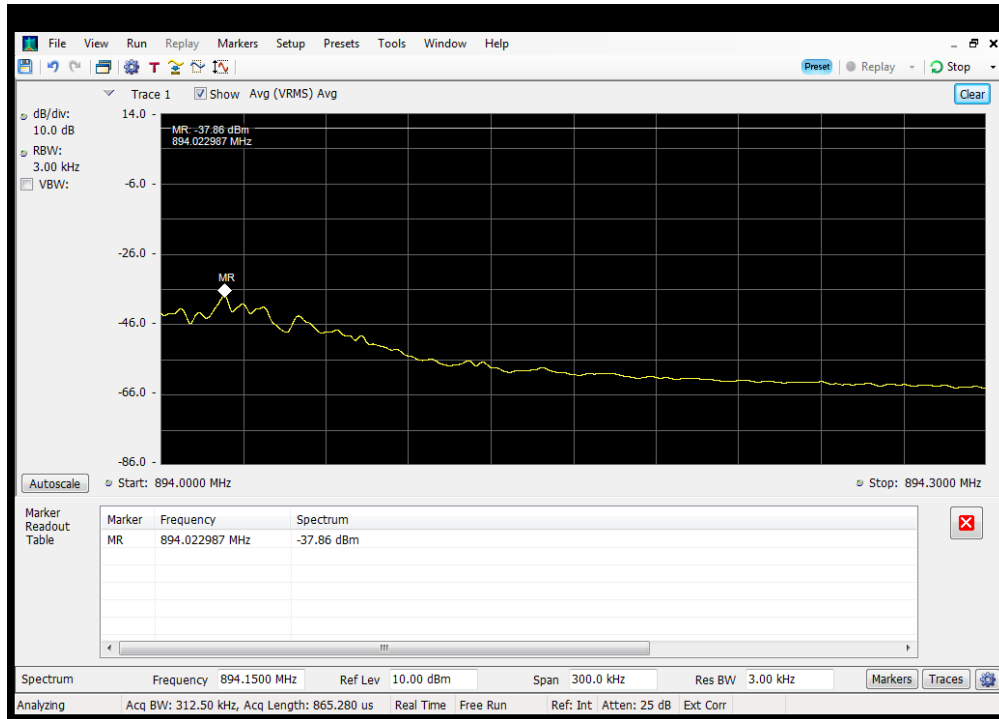 File View Run Replay Markers Setup Presets Tools Window Help
T Preset Replay Stop
Trace 1 Show Avg (VRMS) Avg Clear
dB/div:
10.0 dB
RBW:
3.00 kHz
VBW:
14.0 -
MR: -37.86 dBm
894.022987 MHz
-6.0 -
-26.0 -
MR
-46.0 -
-66.0 -
-86.0 -
Autoscale Start: 894.0000 MHz Stop: 894.3000 MHz
Marker
Readout
Table
Marker Frequency Spectrum
MR 894.022987 MHz -37.86 dBm
Spectrum Frequency 894.1500 MHz Ref Lev 10.00 dBm Span 300.0 kHz Res BW 3.00 kHz Markers Traces
Analyzing Acq BW: 312.50 kHz, Acq Length: 865.280 us Real Time Free Run Ref: Int Atten: 25 dB Ext Corr